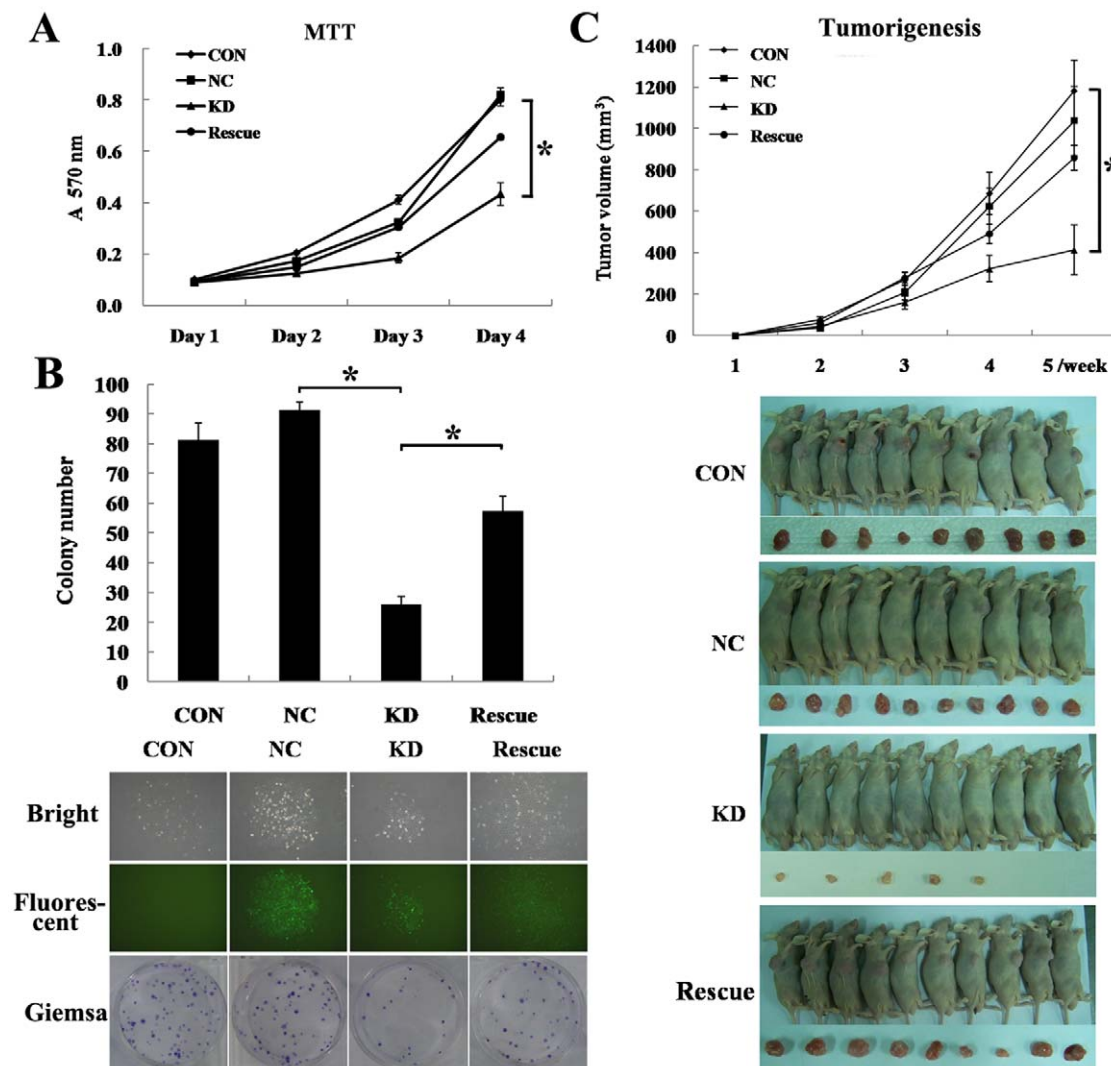 A
MTT
1.0
0.8
0.6
0.4
0.2
0.0
A 570 nm
CON
NC
KD
Rescue
*
Day 1 Day 2 Day 3 Day 4
B
100
90
80
70
60
50
40
30
20
10
0
Colony number
*
*
CON NC KD Rescue
CON NC KD Rescue
Bright
Fluores-
cent
Giemsa
C
Tumorigenesis
1400
1200
1000
800
600
400
200
0
Tumor volume (mm³)
CON
NC
KD
Rescue
*
1 2 3 4 5 /week
CON
NC
KD
Rescue